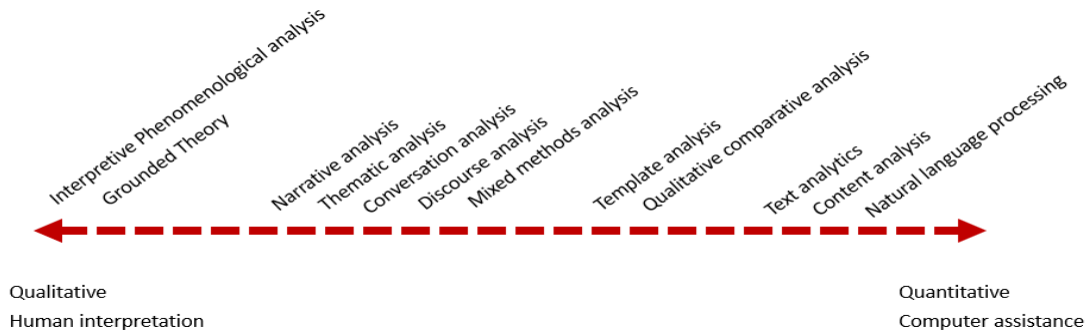 Interpretive Phenomenological analysis
Grounded Theory
Narrative analysis
Thematic analysis
Conversation analysis
Discourse analysis
Mixed methods analysis
Template analysis
Qualitative comparative analysis
Text analytics
Content analysis
Natural language processing
Qualitative
Human interpretation
Quantitative
Computer assistance